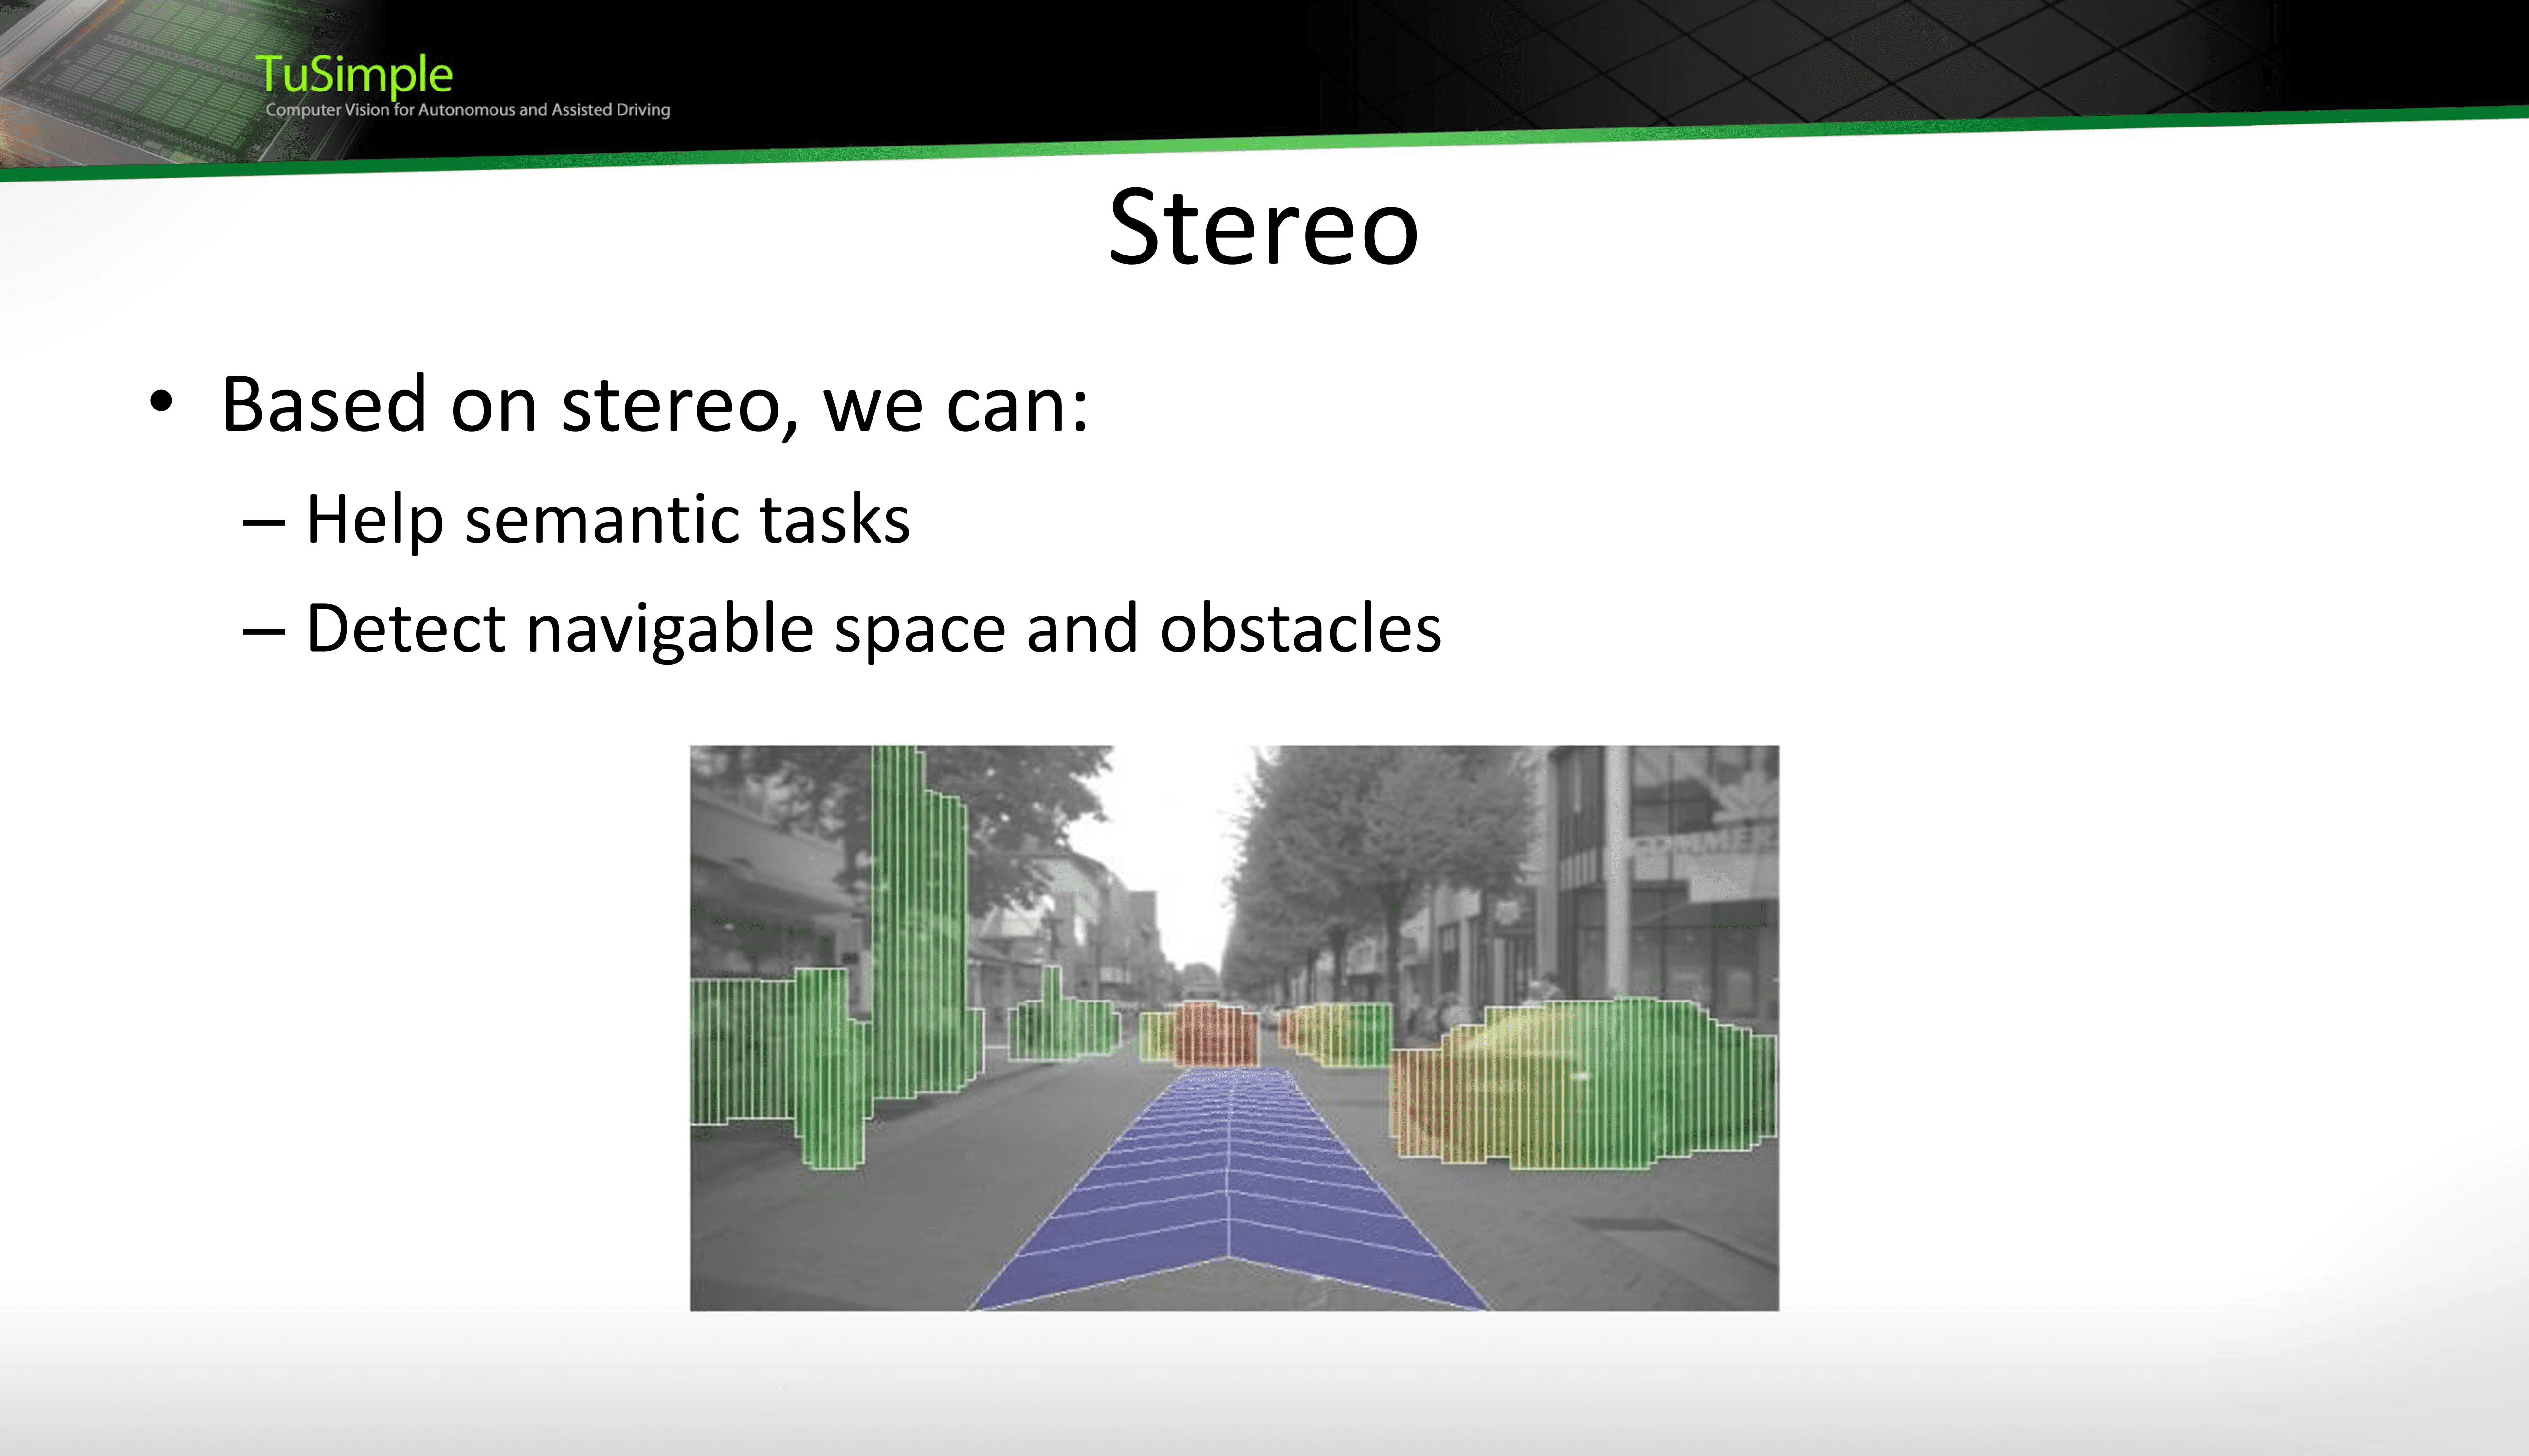 TuSimple
Computer Vision for Autonomous and Assisted Driving
Stereo
• Based on stereo, we can:
– Help semantic tasks
– Detect navigable space and obstacles